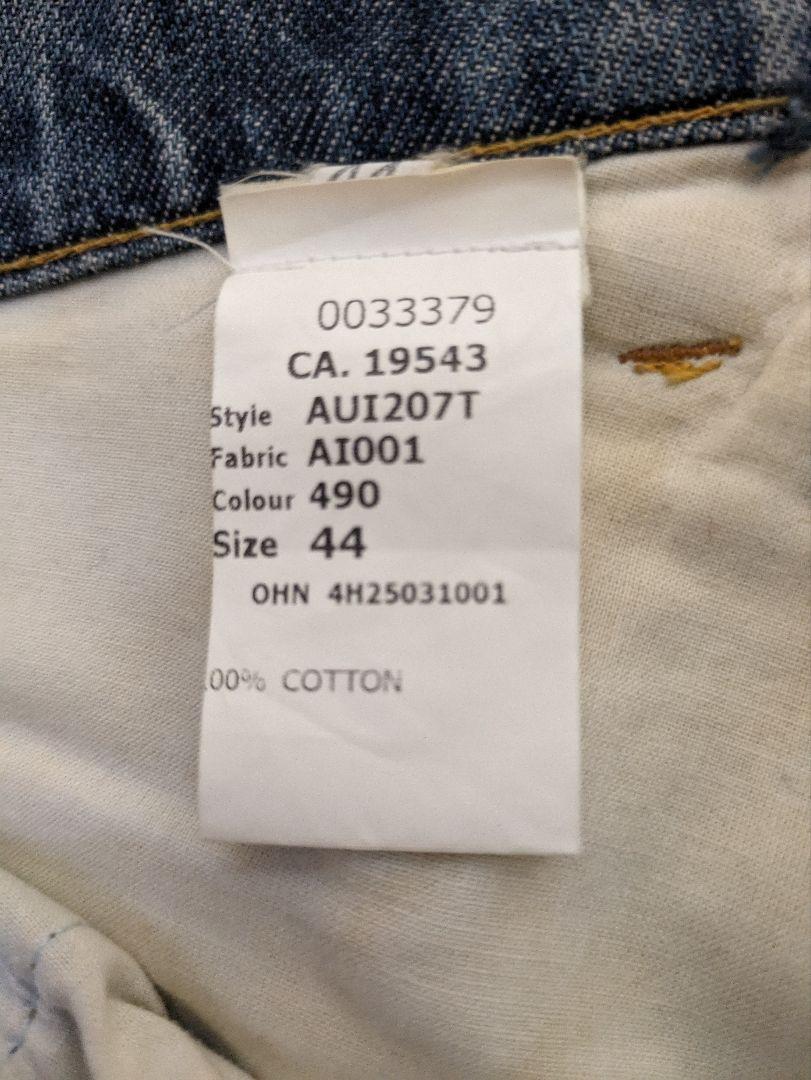 0033379
CA. 19543
Style AUI207T
Fabric AI001
Colour 490
Size 44
OHN 4H25031001
00% COTTON